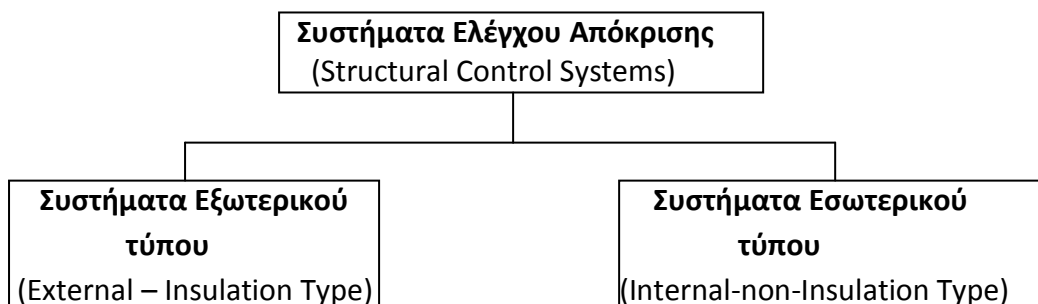 Συστήματα Ελέγχου Απόκρισης
(Structural Control Systems)
Συστήματα Εξωτερικού
τύπου
(External – Insulation Type)
Συστήματα Εσωτερικού
τύπου
(Internal-non-Insulation Type)